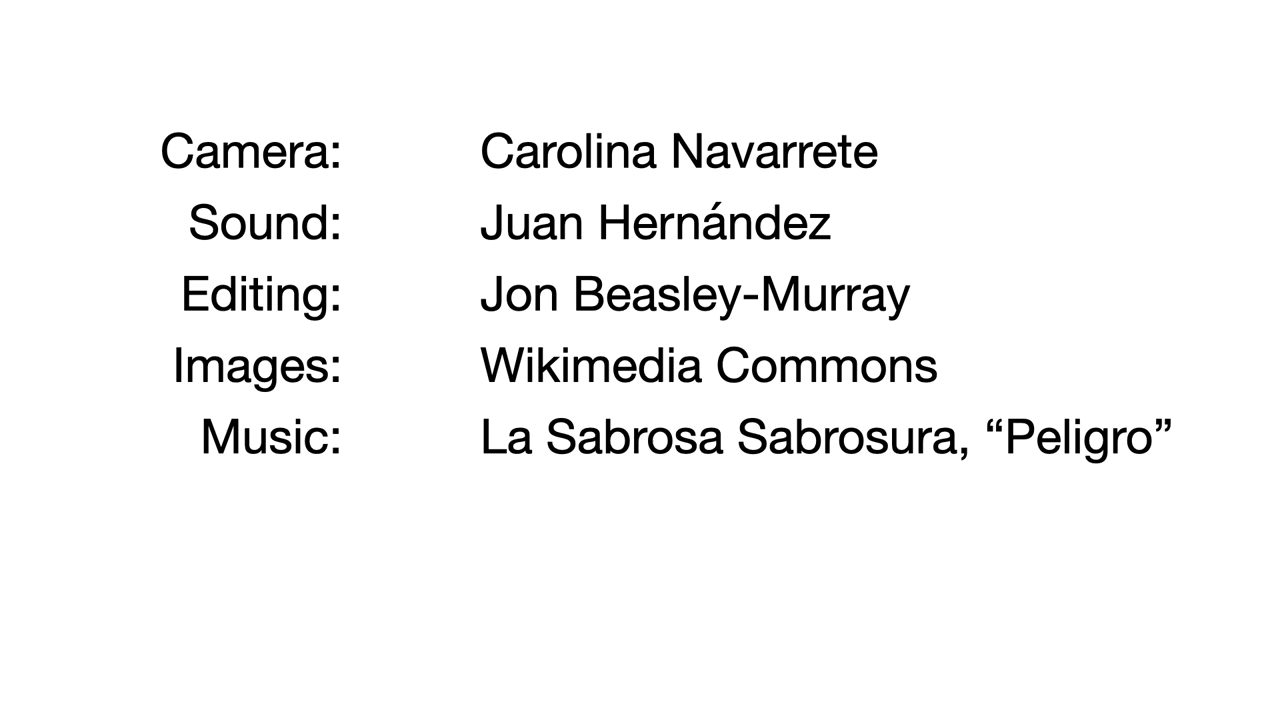 Camera: Carolina Navarrete
Sound: Juan Hernández
Editing: Jon Beasley-Murray
Images: Wikimedia Commons
Music: La Sabrosa Sabrosura, “Peligro”